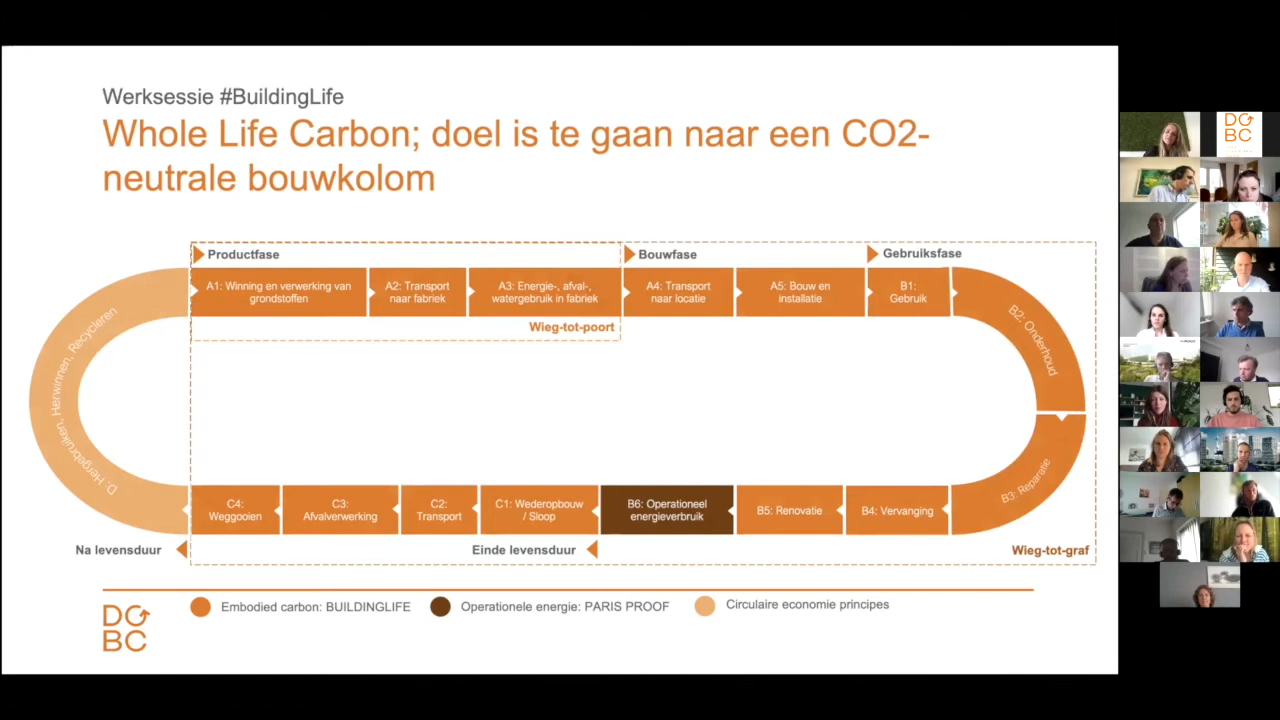 Werksessie #BuildingLife
Whole Life Carbon; doel is te gaan naar een CO2-
neutrale bouwkolom
Productfase
Bouwfase
Gebruiksfase
A1: Winning en verwerking van
grondstoffen
A2: Transport
naar fabriek
A3: Energie-, afval-,
watergebruik in fabriek
A4: Transport
naar locatie
A5: Bouw en
installatie
B1:
Gebruik
Wieg-tot-poort
B2: Onderhoud
B3: Reparatie
D. Hergebruiken, Herwinnen, Recycleren
C4:
Weggooien
C3:
Afvalverwerking
C2:
Transport
C1: Wederopbouw
/ Sloop
B6: Operationeel
energieverbruik
B5: Renovatie
B4: Vervanging
Na levensduur
Einde levensduur
Wieg-tot-graf
Embodied carbon: BUILDINGLIFE
Operationele energie: PARIS PROOF
Circulaire economie principes
DG
BC
DG
BC